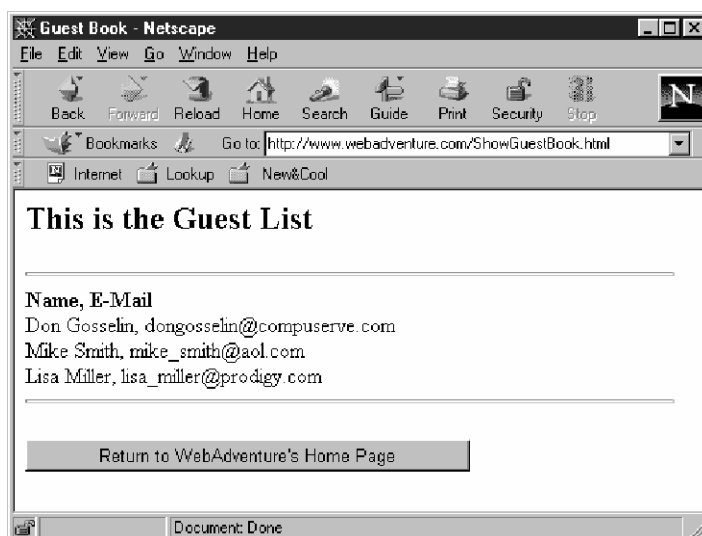 Guest Book - Netscape
File Edit View Go Window Help
Back Forward Reload Home Search Guide Print Security Stop
N
Bookmarks Go to: http://www.webadventure.com/ShowGuestBook.html
Internet Lookup New&Cool
This is the Guest List
Name, E-Mail
Don Gosselin, dongosselin@compuserve.com
Mike Smith, mike_smith@aol.com
Lisa Miller, lisa_miller@prodigy.com
Return to WebAdventure's Home Page
Document: Done